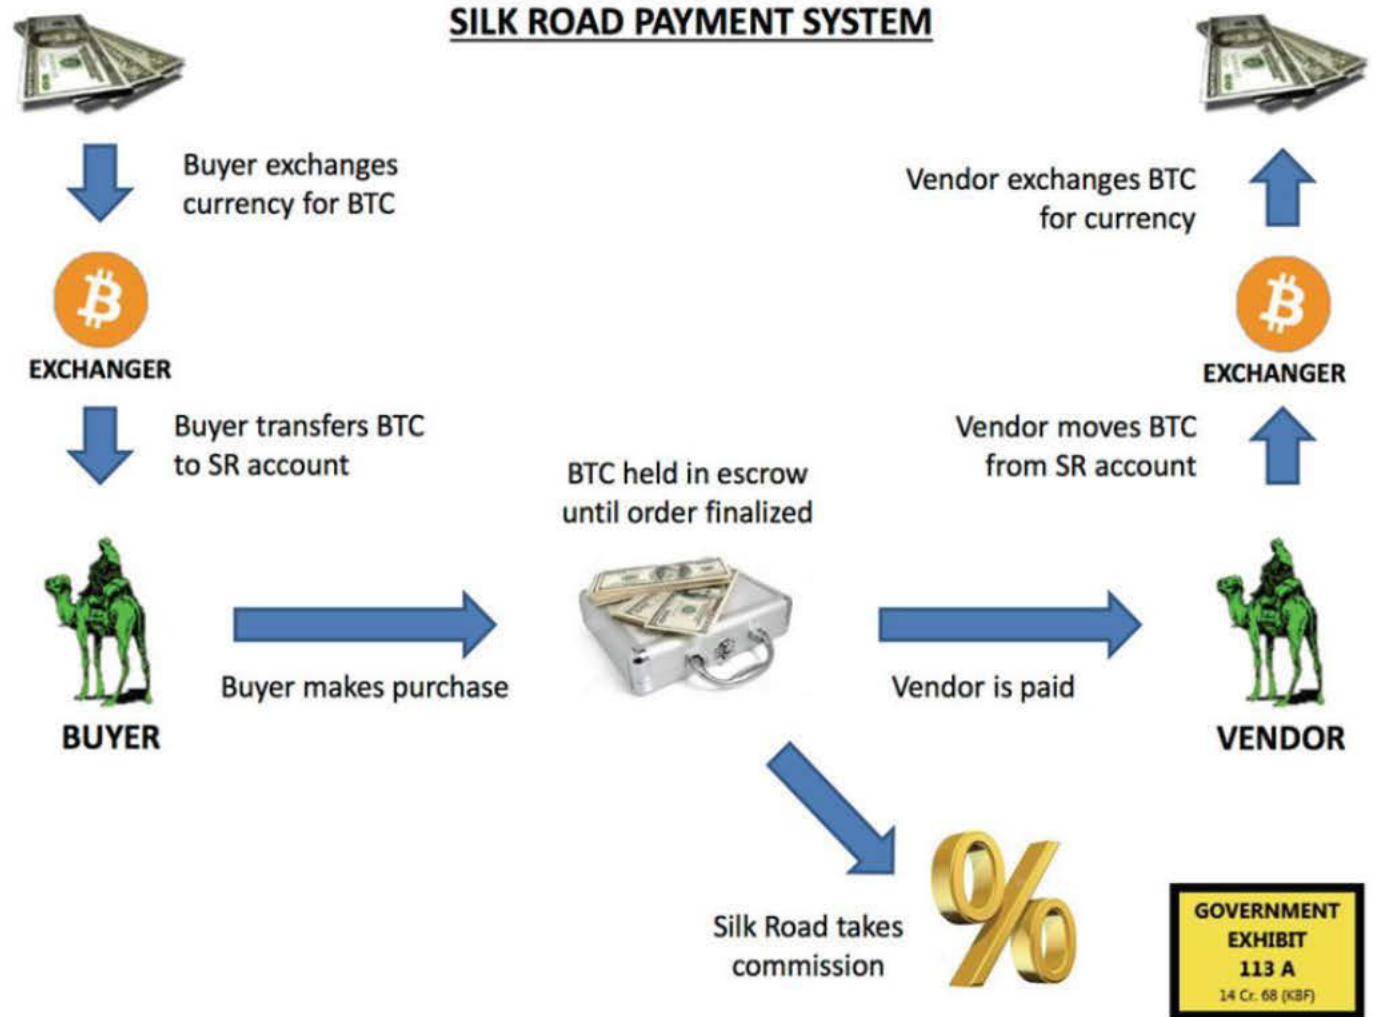 SILK ROAD PAYMENT SYSTEM
Buyer exchanges
currency for BTC
EXCHANGER
Buyer transfers BTC
to SR account
BUYER
Buyer makes purchase
BTC held in escrow
until order finalized
Vendor is paid
Silk Road takes
commission
%
VENDOR
Vendor moves BTC
from SR account
EXCHANGER
Vendor exchanges BTC
for currency
GOVERNMENT
EXHIBIT
113 A
14 Cr. 68 (KBF)